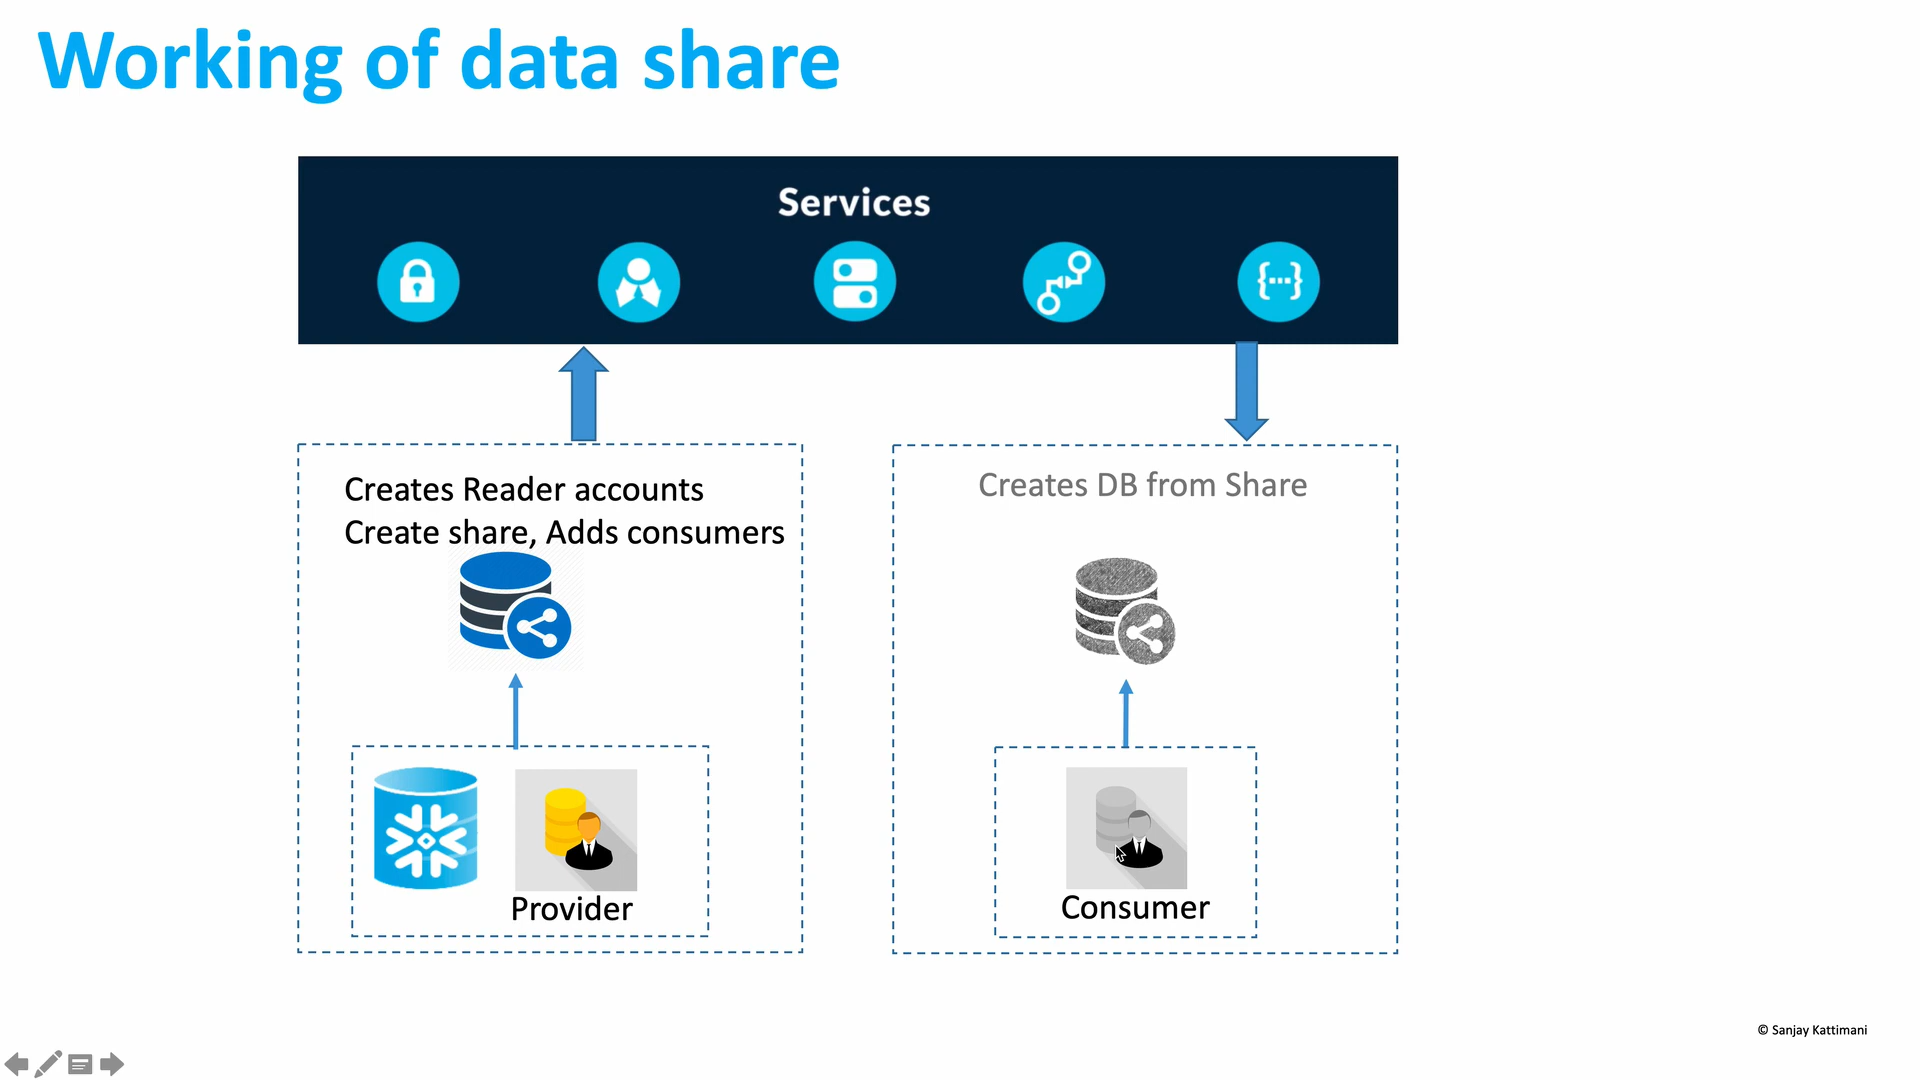 Working of data share
Services
Creates Reader accounts
Create share, Adds consumers
Creates DB from Share
Provider
Consumer
© Sanjay Kattimani